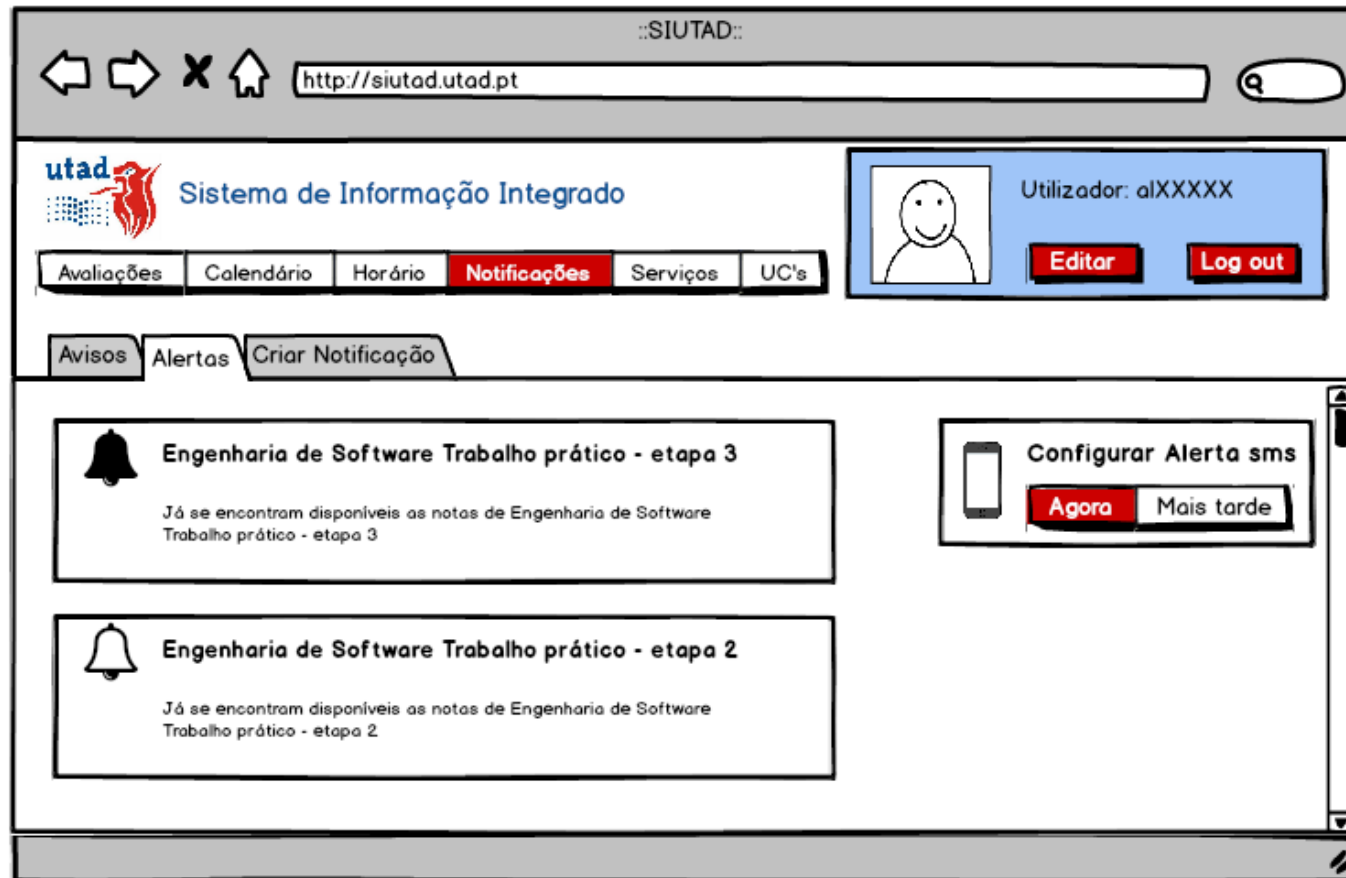 ::SIUTAD::
http://siutad.utad.pt
utad
Sistema de Informação Integrado
Utilizador: alXXXXX
Editar Log out
Avaliações Calendário Horário Notificações Serviços UC's
Avisos Alertas Criar Notificação
Engenharia de Software Trabalho prático - etapa 3
Já se encontram disponíveis as notas de Engenharia de Software
Trabalho prático - etapa 3
Configurar Alerta sms
Agora Mais tarde
Engenharia de Software Trabalho prático - etapa 2
Já se encontram disponíveis as notas de Engenharia de Software
Trabalho prático - etapa 2